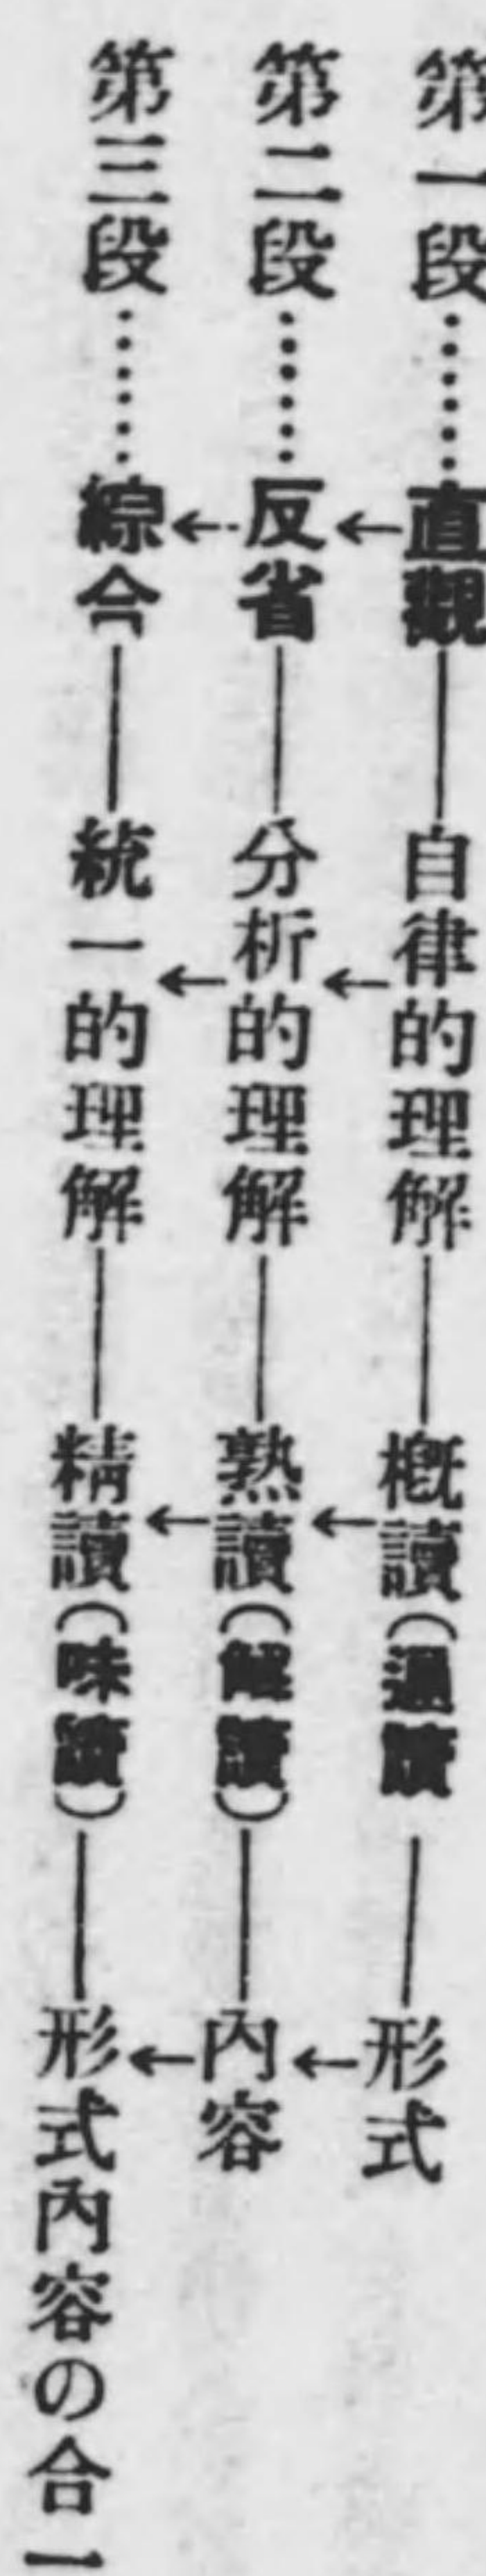 第一段……直觀──自律的理解──概讀(通讀──形式
第二段……反省──分析的理解──熟讀(解讀)──內容
第三段……綜合──統一的理解──精讀(味讀)──形式內容の合一